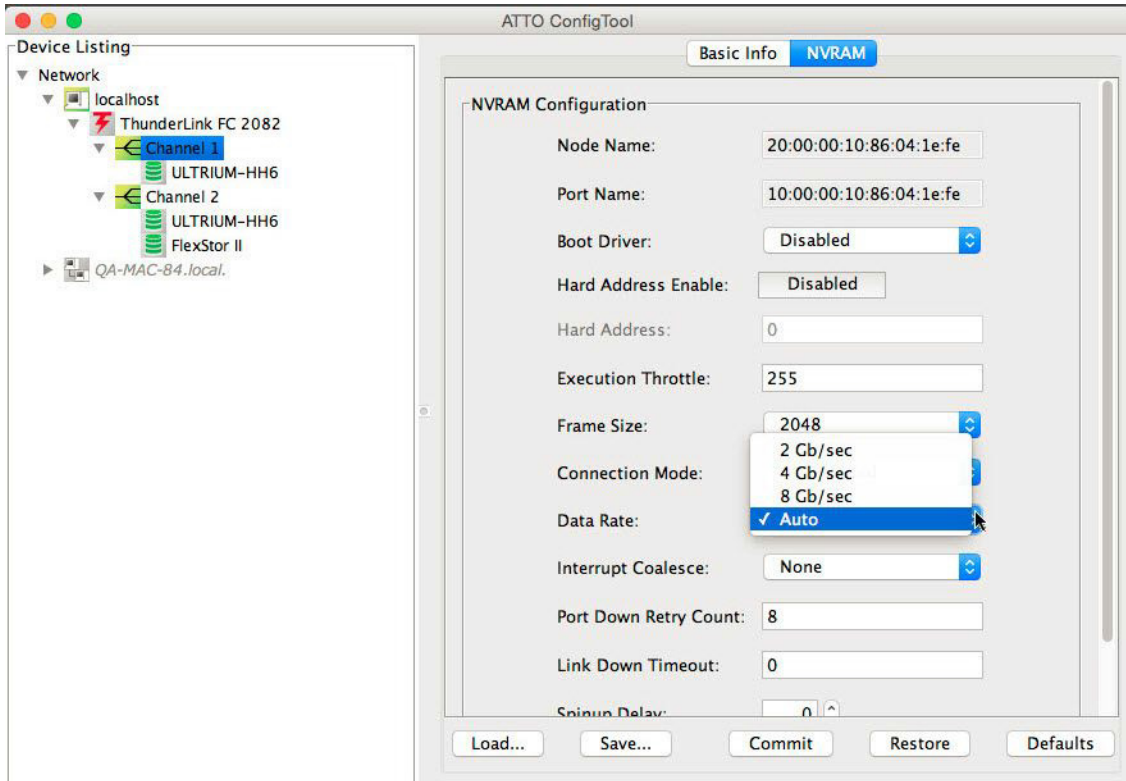 ATTO ConfigTool
Device Listing
Network
localhost
ThunderLink FC 2082
Channel 1
ULTRIUM-HH6
Channel 2
ULTRIUM-HH6
FlexStor II
QA-MAC-84.local.
Basic Info
NVRAM
NVRAM Configuration
Node Name: 20:00:00:10:86:04:1e:fe
Port Name: 10:00:00:10:86:04:1e:fe
Boot Driver: Disabled
Hard Address Enable: Disabled
Hard Address: 0
Execution Throttle: 255
Frame Size: 2048
2 Gb/sec
Connection Mode: 4 Gb/sec
8 Gb/sec
Data Rate: ✓ Auto
Interrupt Coalesce: None
Port Down Retry Count: 8
Link Down Timeout: 0
Spinup Delay: 0
Load... Save... Commit Restore Defaults